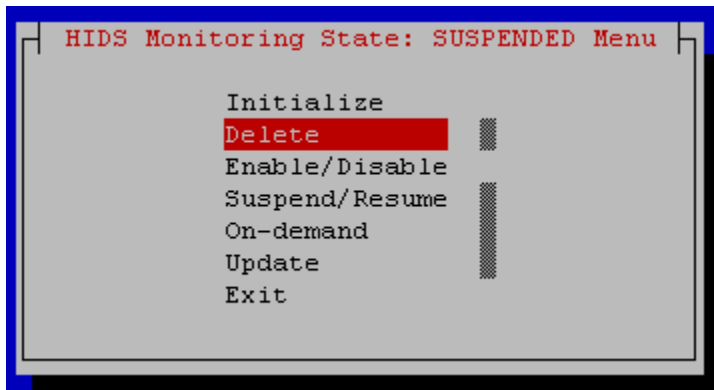 HIDS Monitoring State: SUSPENDED Menu
Initialize
Delete
Enable/Disable
Suspend/Resume
On-demand
Update
Exit